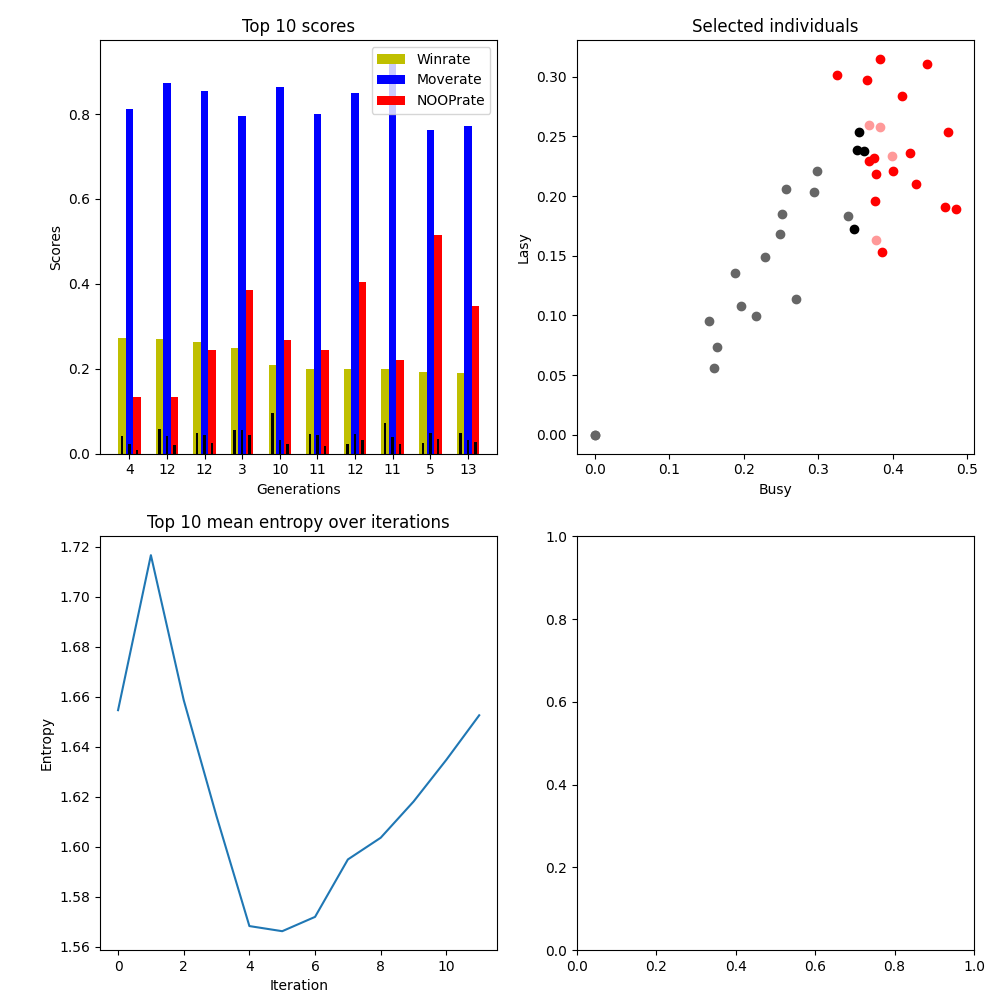 Top 10 scores
Winrate
Moverate
NOOPrate
0.8
0.6
0.4
0.2
0.0
Scores
4 12 12 3 10 11 12 11 5 13
Generations
Selected individuals
0.30
0.25
0.20
0.15
0.10
0.05
0.00
Lasy
0.0 0.1 0.2 0.3 0.4 0.5
Busy
Top 10 mean entropy over iterations
1.72
1.70
1.68
1.66
1.64
1.62
1.60
1.58
1.56
Entropy
0 2 4 6 8 10
Iteration
1.0
0.8
0.6
0.4
0.2
0.0
0.0 0.2 0.4 0.6 0.8 1.0